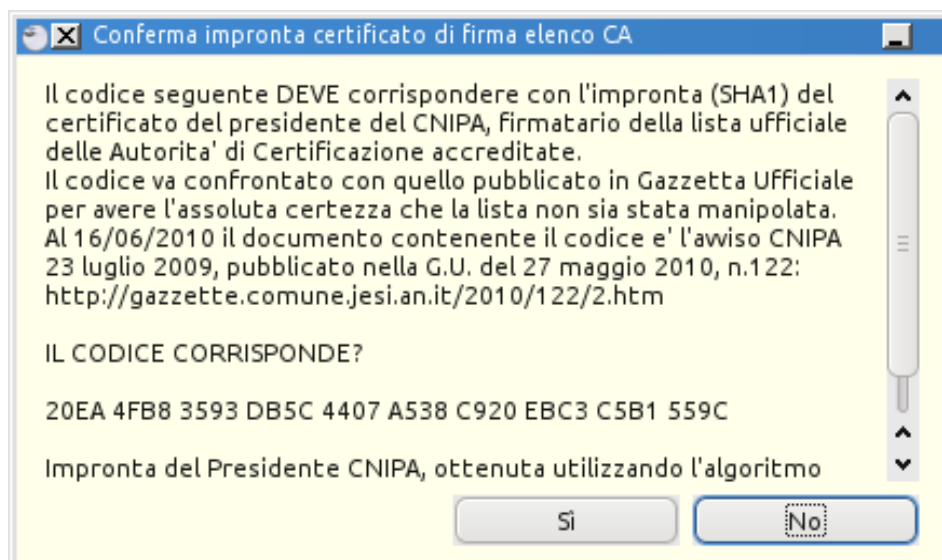 Conferma impronta certificato di firma elenco CA
Il codice seguente DEVE corrispondere con l'impronta (SHA1) del
certificato del presidente del CNIPA, firmatario della lista ufficiale
delle Autorita' di Certificazione accreditate.
Il codice va confrontato con quello pubblicato in Gazzetta Ufficiale
per avere l'assoluta certezza che la lista non sia stata manipolata.
Al 16/06/2010 il documento contenente il codice e' l'avviso CNIPA
23 luglio 2009, pubblicato nella G.U. del 27 maggio 2010, n.122:
http://gazzette.comune.jesi.an.it/2010/122/2.htm
IL CODICE CORRISPONDE?
20EA 4FB8 3593 DB5C 4407 A538 C920 EBC3 C5B1 559C
Impronta del Presidente CNIPA, ottenuta utilizzando l'algoritmo
Sì No